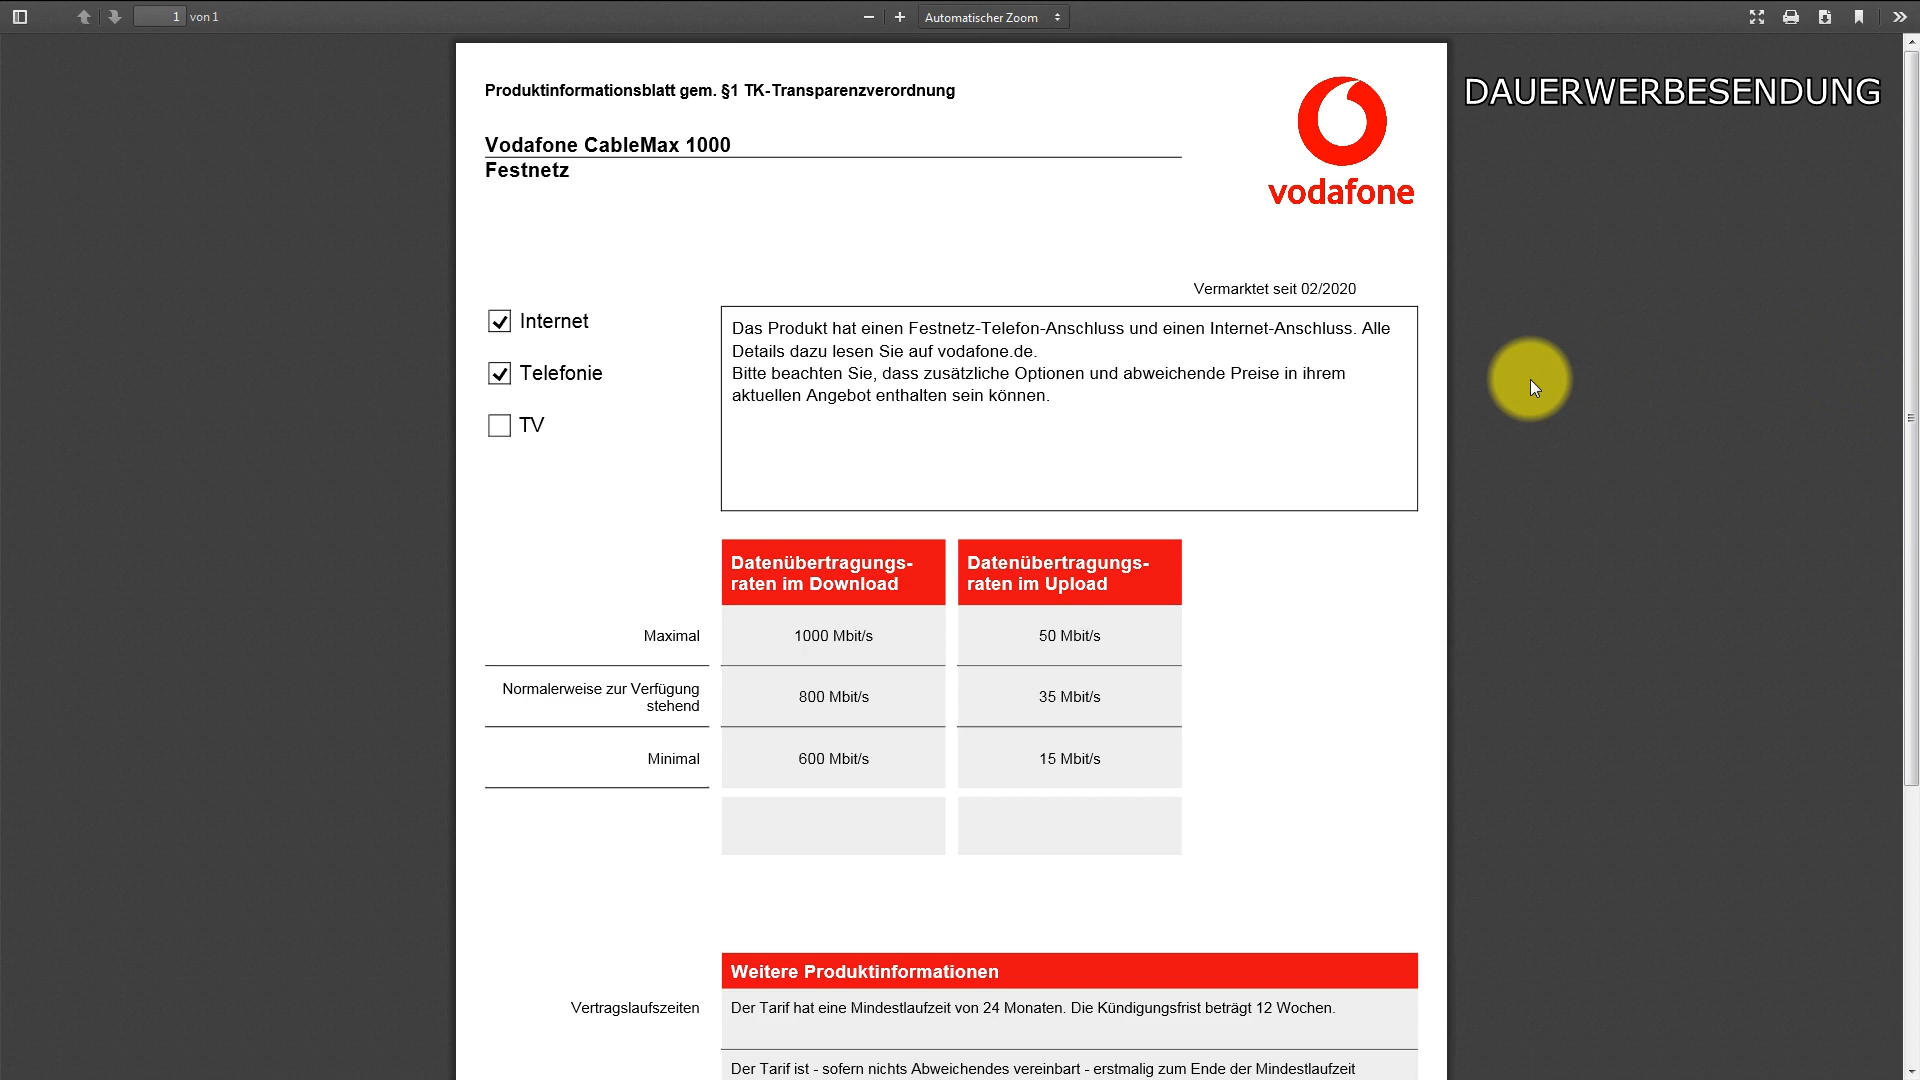 1 von 1
Automatischer Zoom
DAUERWERBESENDUNG
Produktinformationsblatt gem. §1 TK-Transparenzverordnung
Vodafone CableMax 1000
Festnetz
vodafone
Vermarktet seit 02/2020
Internet
Telefonie
TV
Das Produkt hat einen Festnetz-Telefon-Anschluss und einen Internet-Anschluss. Alle
Details dazu lesen Sie auf vodafone.de.
Bitte beachten Sie, dass zusätzliche Optionen und abweichende Preise in ihrem
aktuellen Angebot enthalten sein können.
Datenübertragungs-
raten im Download
Datenübertragungs-
raten im Upload
Maximal 1000 Mbit/s 50 Mbit/s
Normalerweise zur Verfügung
stehend
800 Mbit/s 35 Mbit/s
Minimal 600 Mbit/s 15 Mbit/s
Weitere Produktinformationen
Vertragslaufszeiten Der Tarif hat eine Mindestlaufzeit von 24 Monaten. Die Kündigungsfrist beträgt 12 Wochen.
Der Tarif ist - sofern nichts Abweichendes vereinbart - erstmalig zum Ende der Mindestlaufzeit